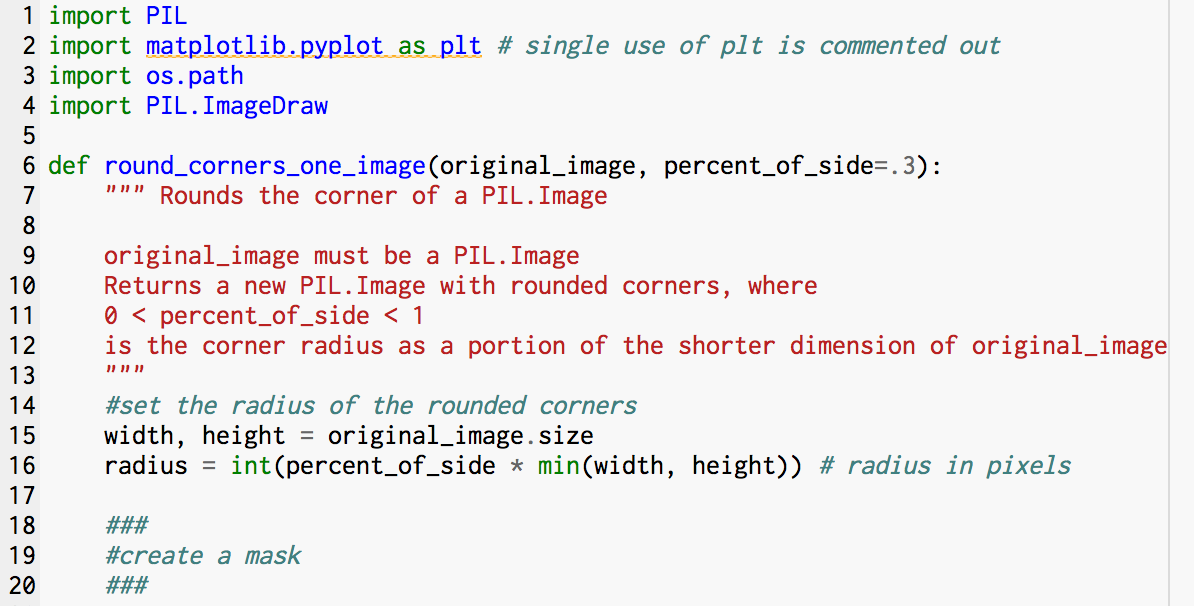 1 import PIL
2 import matplotlib.pyplot as plt # single use of plt is commented out
3 import os.path
4 import PIL.ImageDraw
5
6 def round_corners_one_image(original_image, percent_of_side=.3):
7     """ Rounds the corner of a PIL.Image
8
9     original_image must be a PIL.Image
10     Returns a new PIL.Image with rounded corners, where
11     0 < percent_of_side < 1
12     is the corner radius as a portion of the shorter dimension of original_image
13     """
14     #set the radius of the rounded corners
15     width, height = original_image.size
16     radius = int(percent_of_side * min(width, height)) # radius in pixels
17
18     ###
19     #create a mask
20     ###